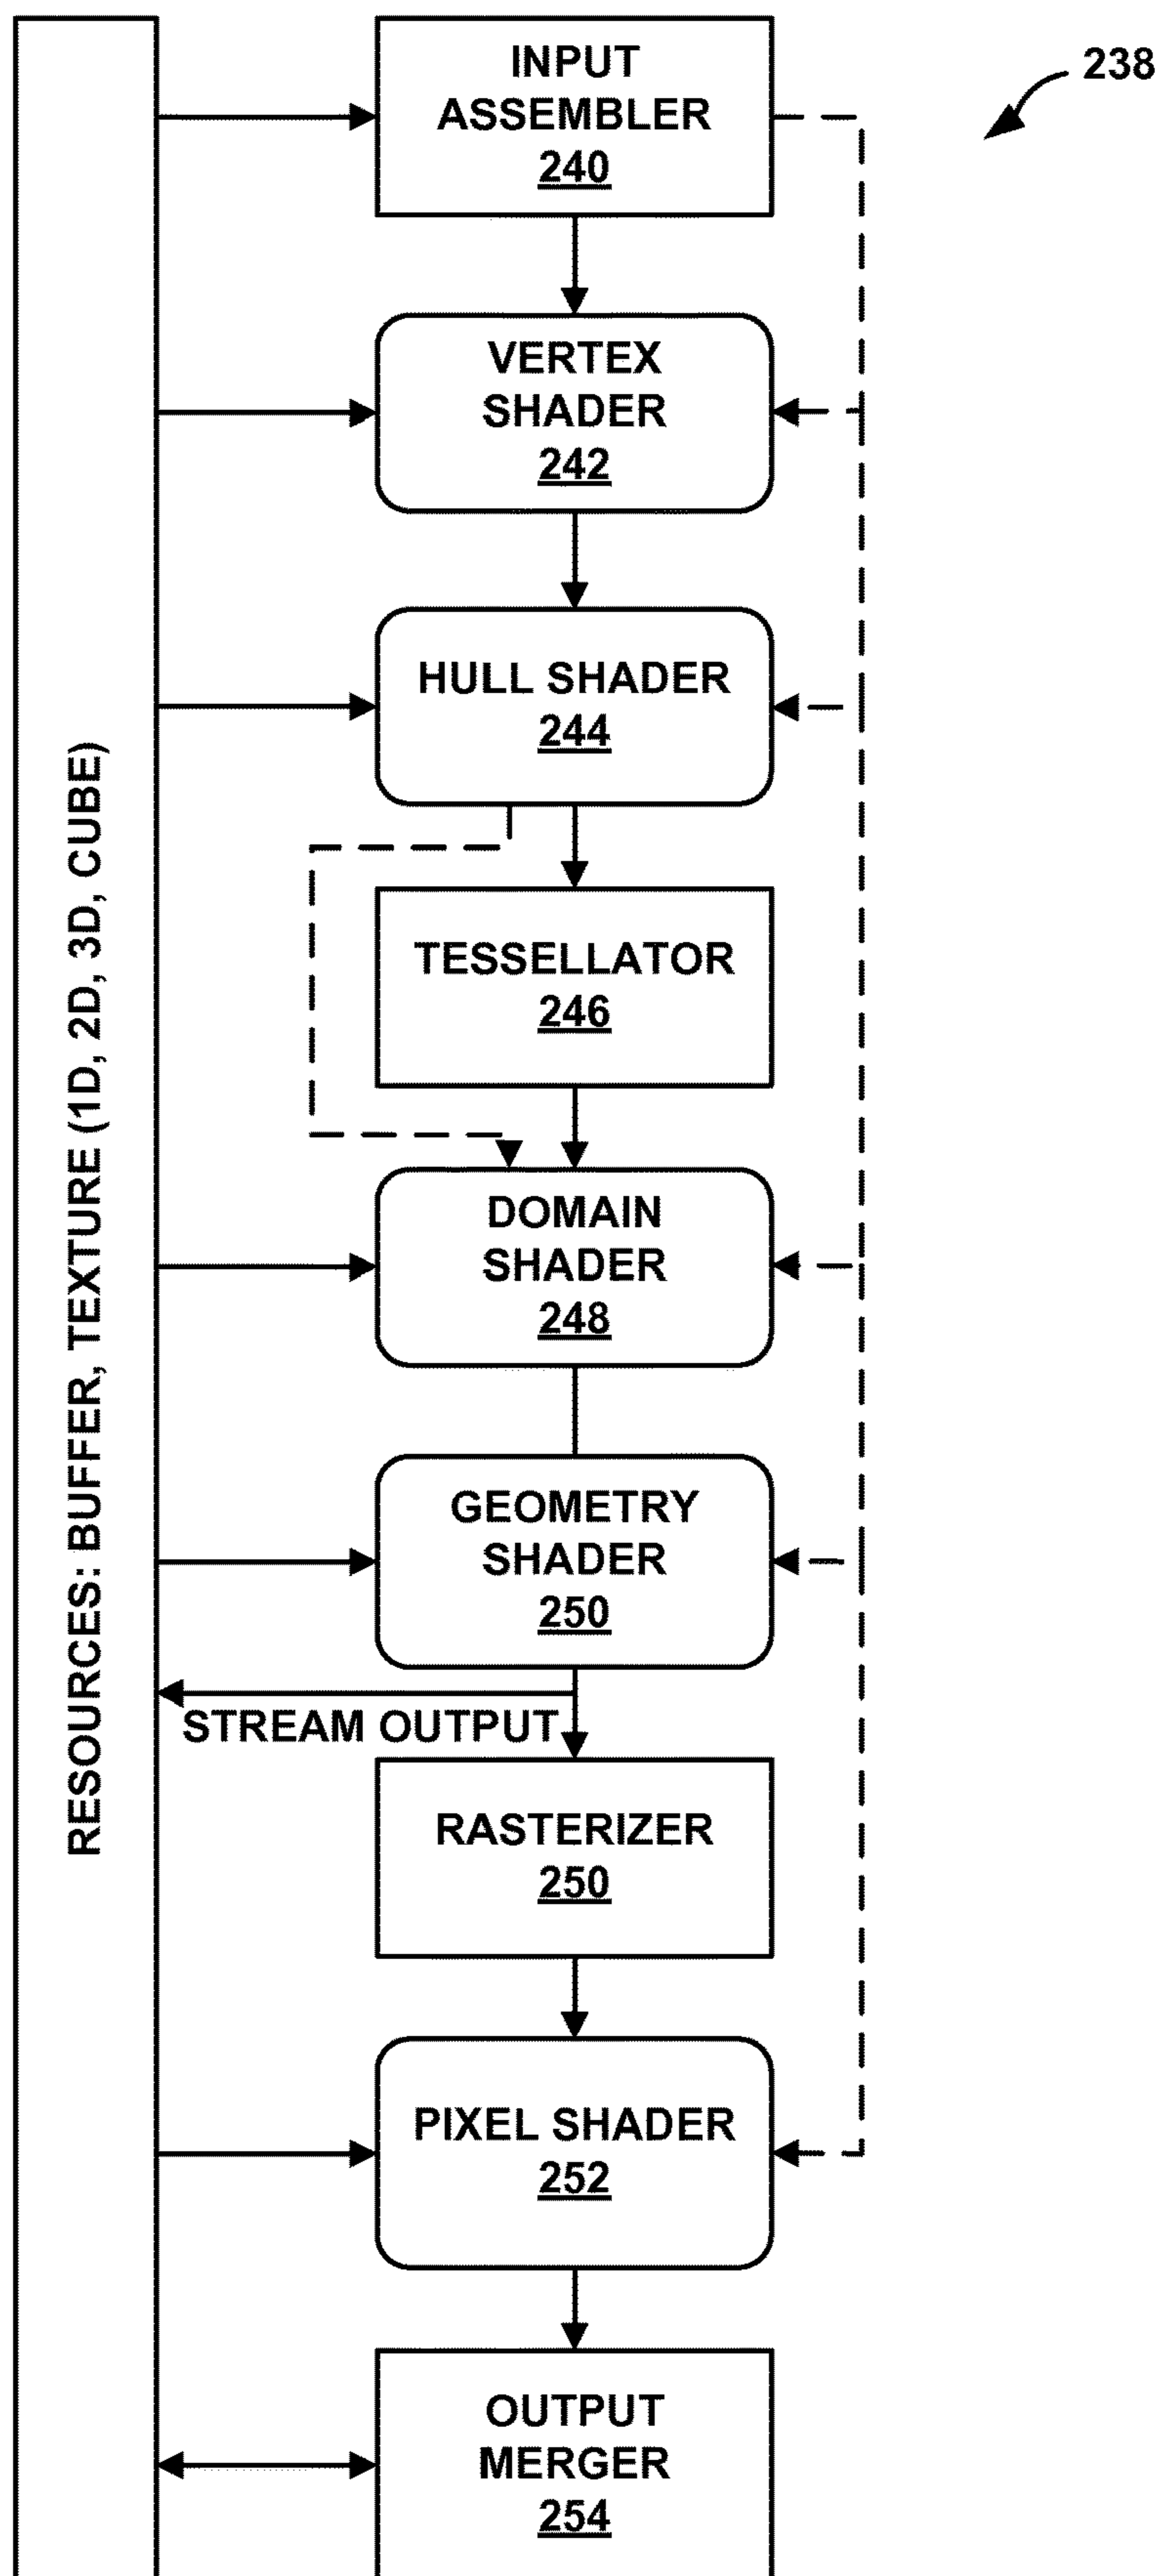 238
INPUT
ASSEMBLER
240
VERTEX
SHADER
242
HULL SHADER
244
TESSELLATOR
246
DOMAIN
SHADER
248
GEOMETRY
SHADER
250
STREAM OUTPUT
RASTERIZER
250
PIXEL SHADER
252
OUTPUT
MERGER
254
RESOURCES: BUFFER, TEXTURE (1D, 2D, 3D, CUBE)